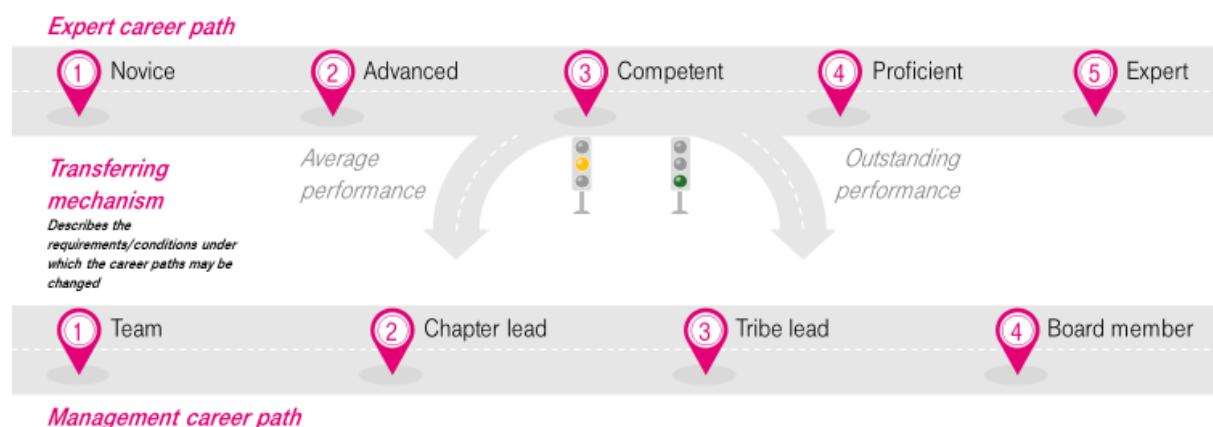 Expert career path
1 Novice
2 Advanced
3 Competent
4 Proficient
5 Expert
Transferring
mechanism
Describes the
requirements/conditions under
which the career paths may be
changed
Average
performance
Outstanding
performance
1 Team
2 Chapter lead
3 Tribe lead
4 Board member
Management career path